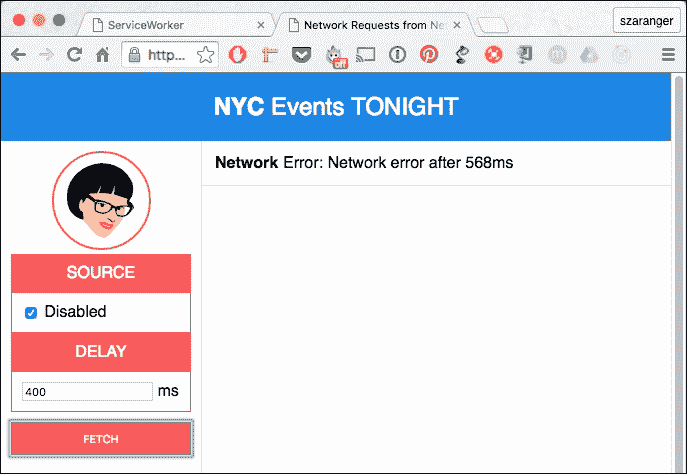 ServiceWorker
Network Requests from Net
szaranger
http...
off
NYC Events TONIGHT
Network Error: Network error after 568ms
SOURCE
Disabled
DELAY
400 ms
FETCH